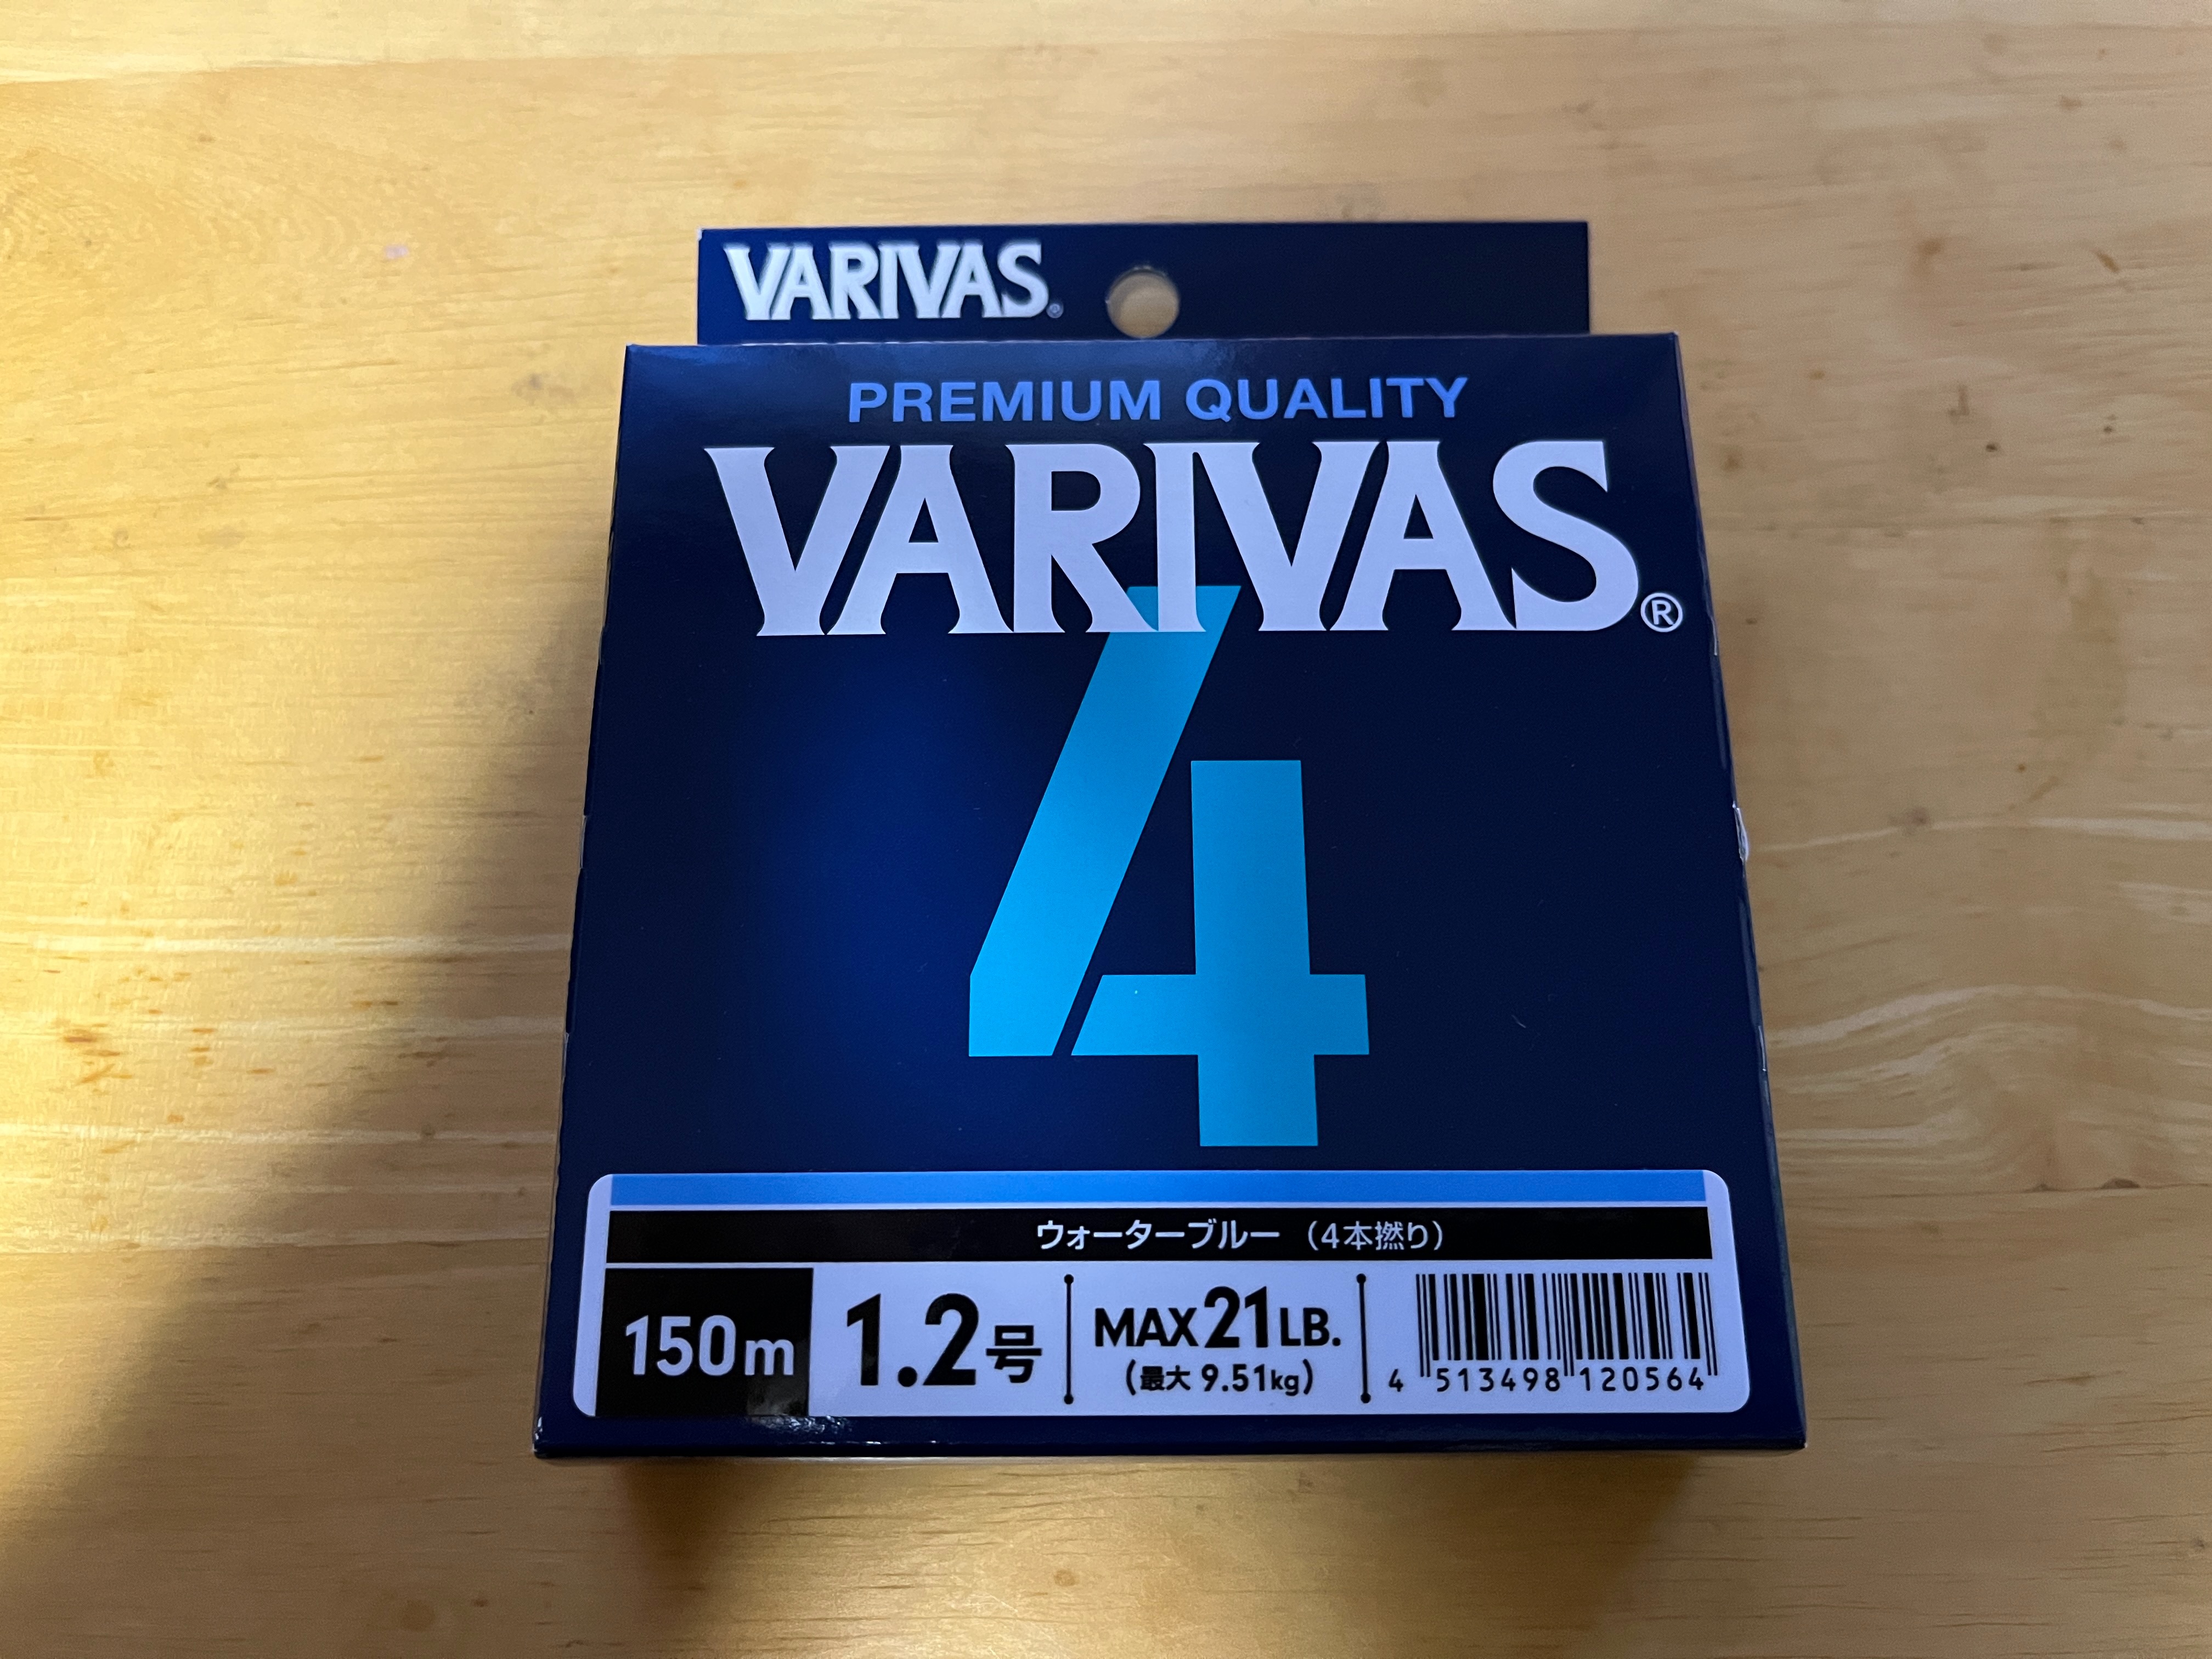 VARIVAS®
PREMIUM QUALITY
VARIVAS®
4
ウォーターブルー（4本撚り）
150m
1.2号
MAX21LB.
(最大 9.51kg)
4 513498 120564